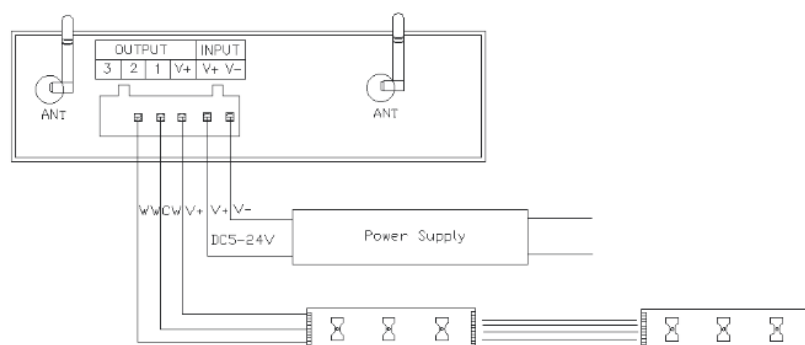 OUTPUT INPUT
3 2 1 V+ V+ V-
ANT
ANT
WW CW V+ V+ V-
DC5-24V
Power Supply